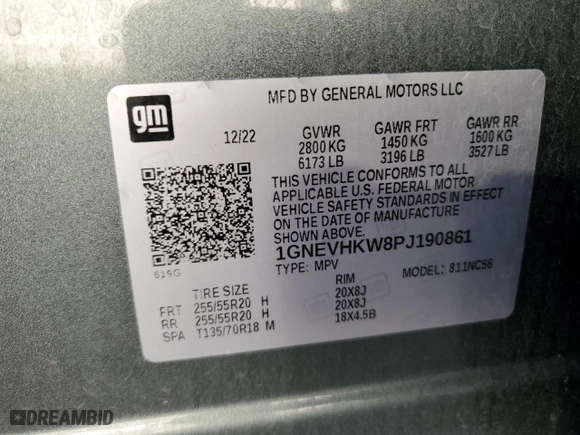 gm
MFD BY GENERAL MOTORS LLC
12/22 GVWR GAWR FRT GAWR RR
2800 KG 1450 KG 1600 KG
6173 LB 3196 LB 3527 LB
THIS VEHICLE CONFORMS TO ALL
APPLICABLE U.S. FEDERAL MOTOR
VEHICLE SAFETY STANDARDS IN EFFECT
ON THE DATE OF MANUFACTURE
SHOWN ABOVE.
1GNEVHKW8PJ190861
TYPE: MPV MODEL: 811NC56
619G
TIRE SIZE RIM
FRT 255/55R20 H 20X8J
RR 255/55R20 H 20X8J
SPA T135/70R18 M 18X4.5B
DREAMBID